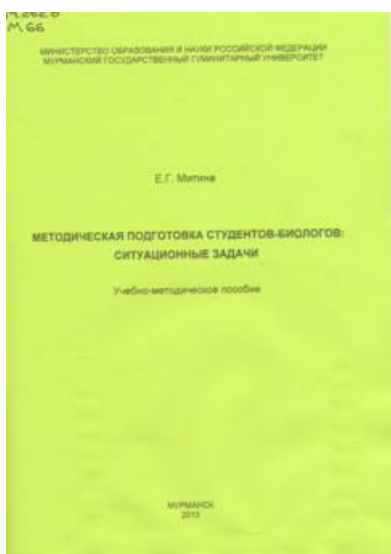 М 66
МИНИСТЕРСТВО ОБРАЗОВАНИЯ И НАУКИ РОССИЙСКОЙ ФЕДЕРАЦИИ
МУРМАНСКИЙ ГОСУДАРСТВЕННЫЙ ГУМАНИТАРНЫЙ УНИВЕРСИТЕТ
Е.Г. Митина
МЕТОДИЧЕСКАЯ ПОДГОТОВКА СТУДЕНТОВ-БИОЛОГОВ:
СИТУАЦИОННЫЕ ЗАДАЧИ
Учебно-методическое пособие
МУРМАНСК
2013